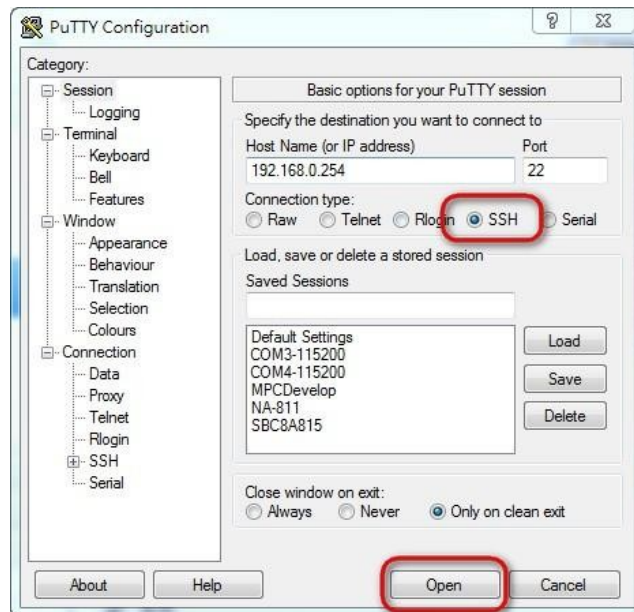 PuTTY Configuration
Category:
Session
Logging
Terminal
Keyboard
Bell
Features
Window
Appearance
Behaviour
Translation
Selection
Colours
Connection
Data
Proxy
Telnet
Rlogin
SSH
Serial
Basic options for your PuTTY session
Specify the destination you want to connect to
Host Name (or IP address) Port
192.168.0.254 22
Connection type:
Raw Telnet Rlogin SSH Serial
Load, save or delete a stored session
Saved Sessions
Default Settings
COM3-115200
COM4-115200
MPCDevelop
NA-811
SBC8A815
Load
Save
Delete
Close window on exit:
Always Never Only on clean exit
About Help Open Cancel